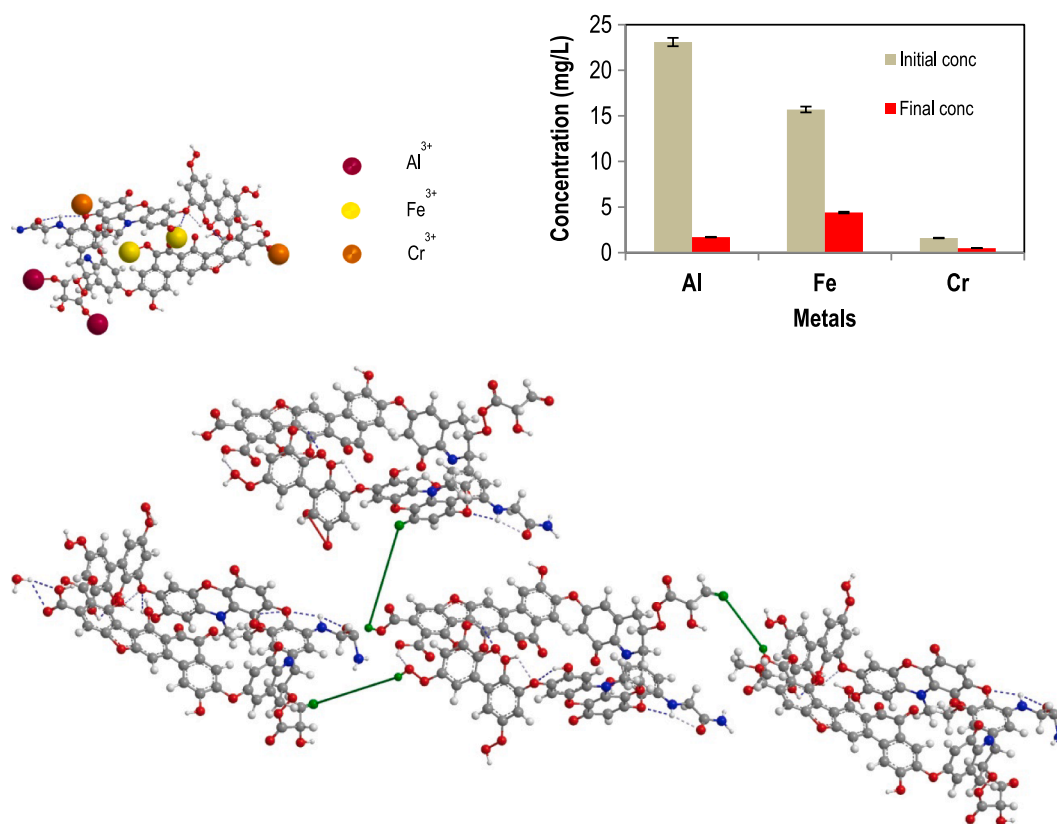 Al3+
Fe3+
Cr3+
Concentration (mg/L)
25
20
15
10
5
0
Initial conc
Final conc
Al Fe Cr
Metals